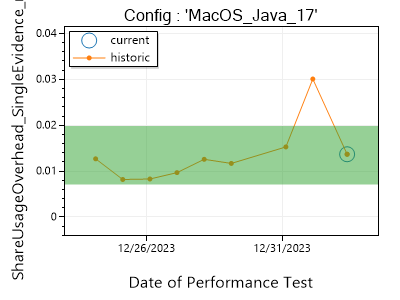 Config : 'MacOS_Java_17'
current
historic
0.04
0.03
0.02
0.01
0
12/26/2023
12/31/2023
Date of Performance Test
ShareUsageOverhead_SingleEvidence_